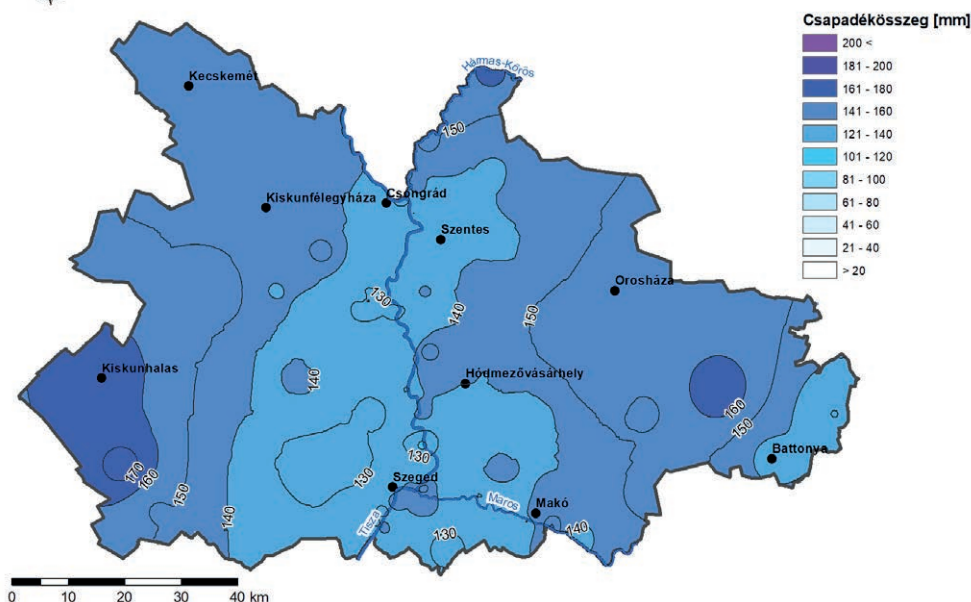 Csapadékösszeg [mm]
200 <
181 - 200
161 - 180
141 - 160
121 - 140
101 - 120
81 - 100
61 - 80
41 - 60
21 - 40
> 20
Kecskemét
Hármas-Körös
150
Kiskunfélegyháza
Csongrád
Szentes
Orosháza
130
140
150
Kiskunhalas
140
Hódmezővásárhely
160
150
Battonya
170
160
150
140
130
130
Szeged
Maros
Makó
Tisza
130
140
0 10 20 30 40 km